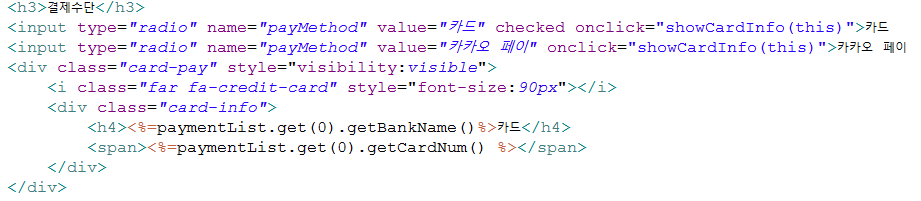 <h3>결제수단</h3>
<input type="radio" name="payMethod" value="카드" checked onclick="showCardInfo(this)">카드
<input type="radio" name="payMethod" value="카카오 페이" onclick="showCardInfo(this)">카카오 페이
<div class="card-pay" style="visibility:visible">
    <i class="far fa-credit-card" style="font-size:90px"></i>
    <div class="card-info">
        <h4><%=paymentList.get(0).getBankName()%>카드</h4>
        <span><%=paymentList.get(0).getCardNum() %></span>
    </div>
</div>